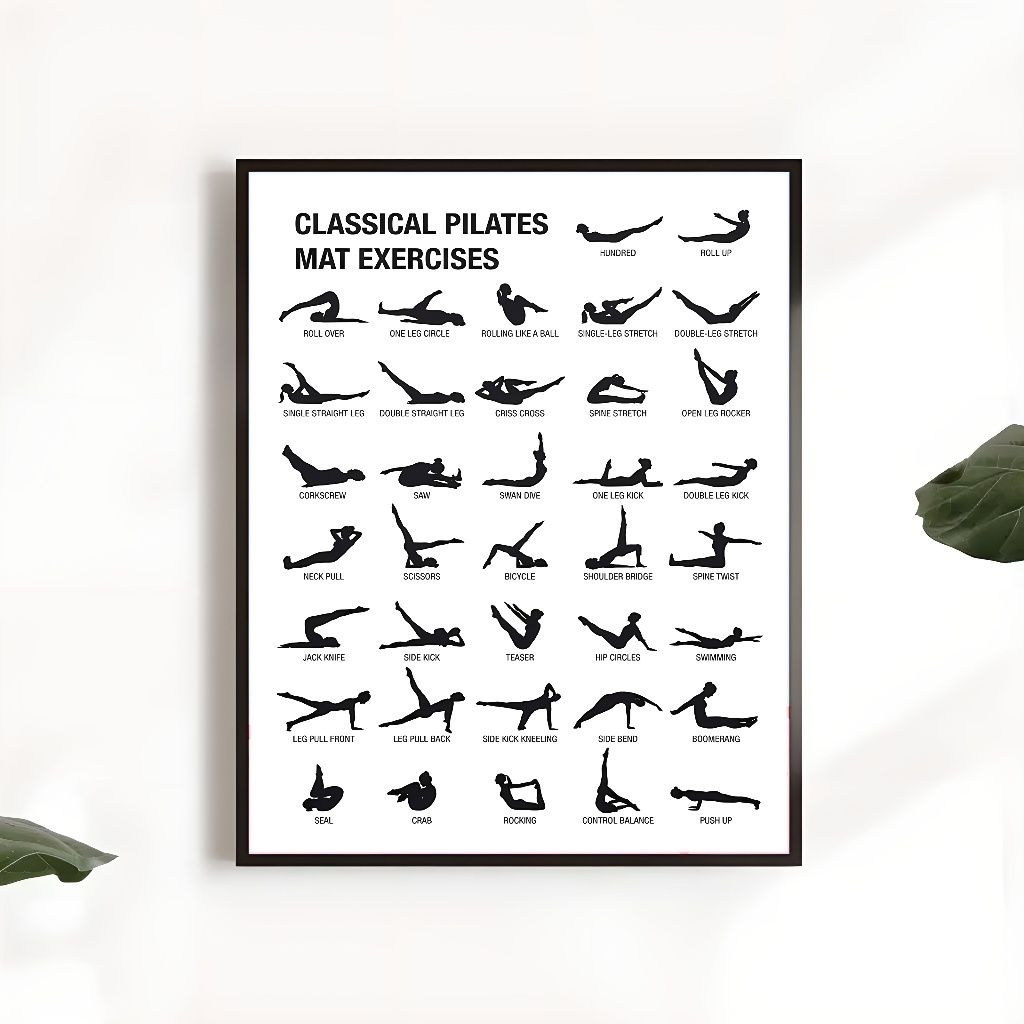 CLASSICAL PILATES
MAT EXERCISES
HUNDRED
ROLL UP
ROLL OVER
ONE LEG CIRCLE
ROLLING LIKE A BALL
SINGLE-LEG STRETCH
DOUBLE-LEG STRETCH
SINGLE STRAIGHT LEG
DOUBLE STRAIGHT LEG
CRISS CROSS
SPINE STRETCH
OPEN LEG ROCKER
CORKSCREW
SAW
SWAN DIVE
ONE LEG KICK
DOUBLE LEG KICK
NECK PULL
SCISSORS
BICYCLE
SHOULDER BRIDGE
SPINE TWIST
JACK KNIFE
SIDE KICK
TEASER
HIP CIRCLES
SWIMMING
LEG PULL FRONT
LEG PULL BACK
SIDE KICK KNEELING
SIDE BEND
BOOMERANG
SEAL
CRAB
ROCKING
CONTROL BALANCE
PUSH UP